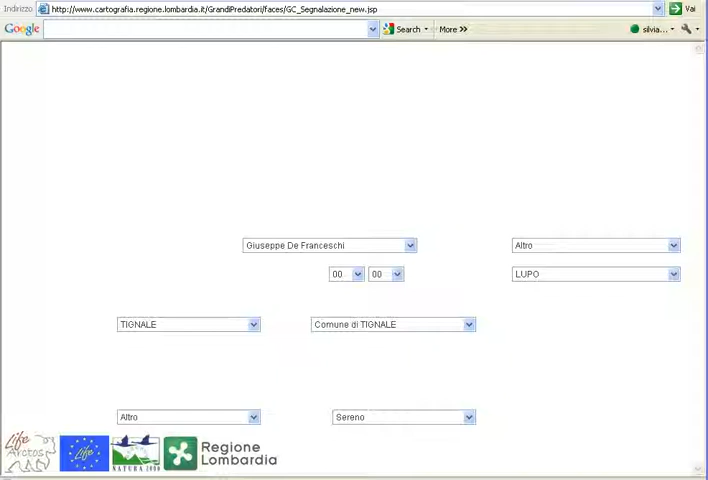 Indirizzo http://www.cartografia.regione.lombardia.it/GrandiPredatori/faces/GC_Segnalazione_new.jsp Vai
Google Search More >> silvia...
Giuseppe De Franceschi Altro
00 00 LUPO
TIGNALE Comune di TIGNALE
Altro Sereno
Life
Arctos
Life
NATURA 2000
Regione
Lombardia